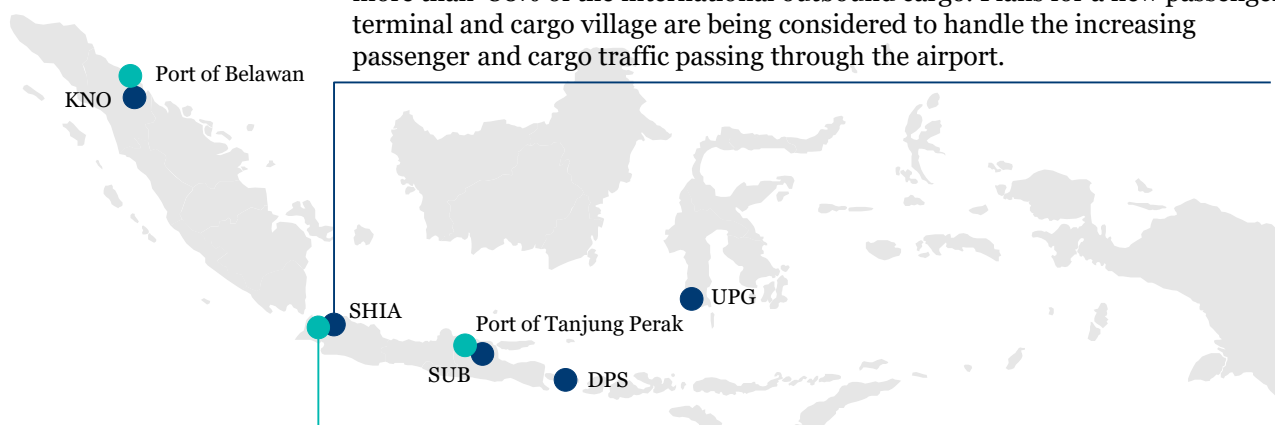 terminal and cargo village are being considered to handle the increasing
passenger and cargo traffic passing through the airport.
Port of Belawan
KNO
SHIA
UPG
Port of Tanjung Perak
SUB
DPS